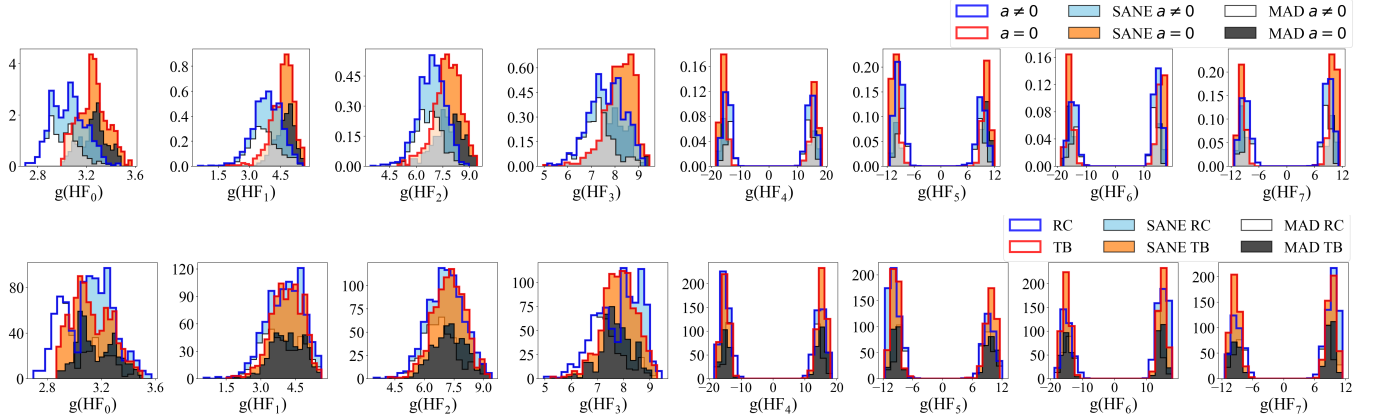 a ≠ 0 SANE a ≠ 0 MAD a ≠ 0
a = 0 SANE a = 0 MAD a = 0
4 0.8 0.45 0.60 0.16 0.20 0.16 0.20
0.6 0.12 0.15 0.12 0.15
2 0.4 0.30 0.45 0.08 0.10 0.08 0.10
0.2 0.15 0.30 0.04 0.05 0.04 0.05
0.15
0 0.0 0.00 0.00 0.00 0.00 0.00 0.00
2.8 3.2 3.6 1.5 3.0 4.5 4.5 6.0 7.5 9.0 5 6 7 8 9 −20 −10 0 10 20 −12 −6 0 6 12 −20 −10 0 10 −12 −6 0 6 12
g(HF₀) g(HF₁) g(HF₂) g(HF₃) g(HF₄) g(HF₅) g(HF₆) g(HF₇)
RC SANE RC MAD RC
TB SANE TB MAD TB
80 120 100 100 200 200 200 200
90 75 75 150 150 150 150
40 60 50 50 100 100 100 100
30 25 25 50 50 50 50
0 0 0 0 0 0 0 0
2.8 3.2 3.6 1.5 3.0 4.5 4.5 6.0 7.5 9.0 5 6 7 8 9 −20 −10 0 10 20 −12 −6 0 6 12 −20 −10 0 10 −12 −6 0 6 12
g(HF₀) g(HF₁) g(HF₂) g(HF₃) g(HF₄) g(HF₅) g(HF₆) g(HF₇)